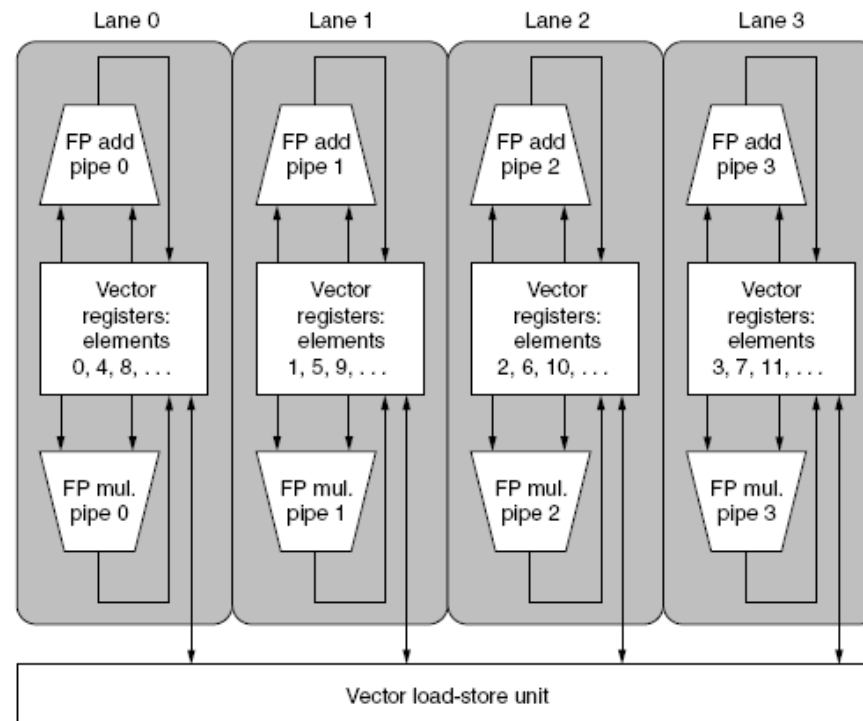 Lane 0
Lane 1
Lane 2
Lane 3
FP add
pipe 0
FP add
pipe 1
FP add
pipe 2
FP add
pipe 3
Vector
registers:
elements
0, 4, 8, . . .
Vector
registers:
elements
1, 5, 9, . . .
Vector
registers:
elements
2, 6, 10, . . .
Vector
registers:
elements
3, 7, 11, . . .
FP mul.
pipe 0
FP mul.
pipe 1
FP mul.
pipe 2
FP mul.
pipe 3
Vector load-store unit